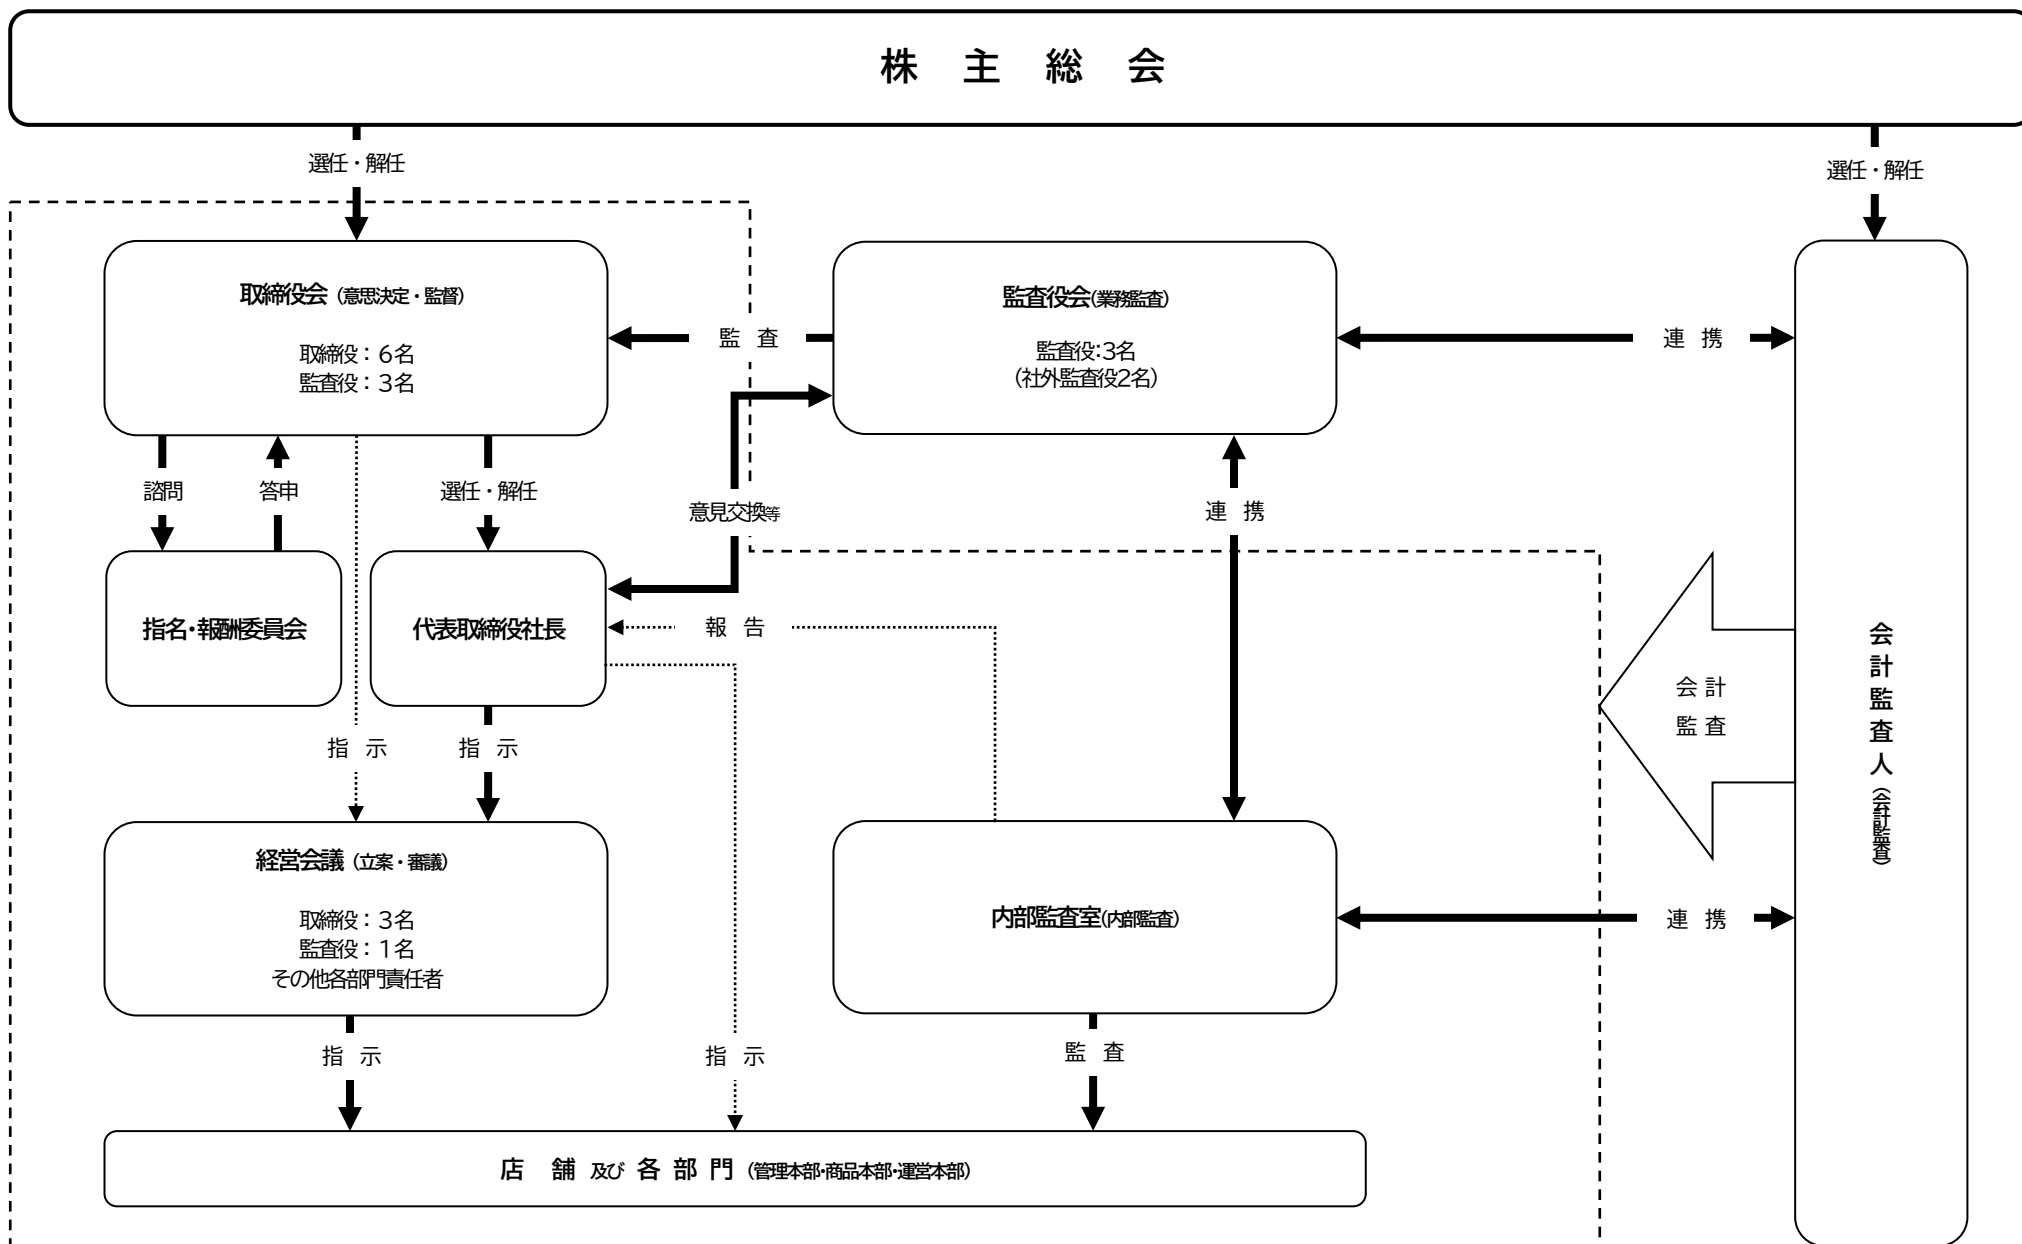 株 主 総 会
選任・解任
選任・解任
取締役会（意思決定・監督）
取締役：６名
監査役：３名
監 査
監査役会(業務監査)
監査役:3名
（社外監査役2名）
連 携
諮問
答申
選任・解任
意見交換等
連 携
指名・報酬委員会
代表取締役社長
報 告
会 計
監 査
会計監査人（会計監査）
指 示
指 示
経営会議（立案・審議）
取締役：３名
監査役：１名
その他各部門責任者
内部監査室(内部監査)
連 携
指 示
指 示
監 査
店 舗 及び 各 部 門（管理本部・商品本部・運営本部）